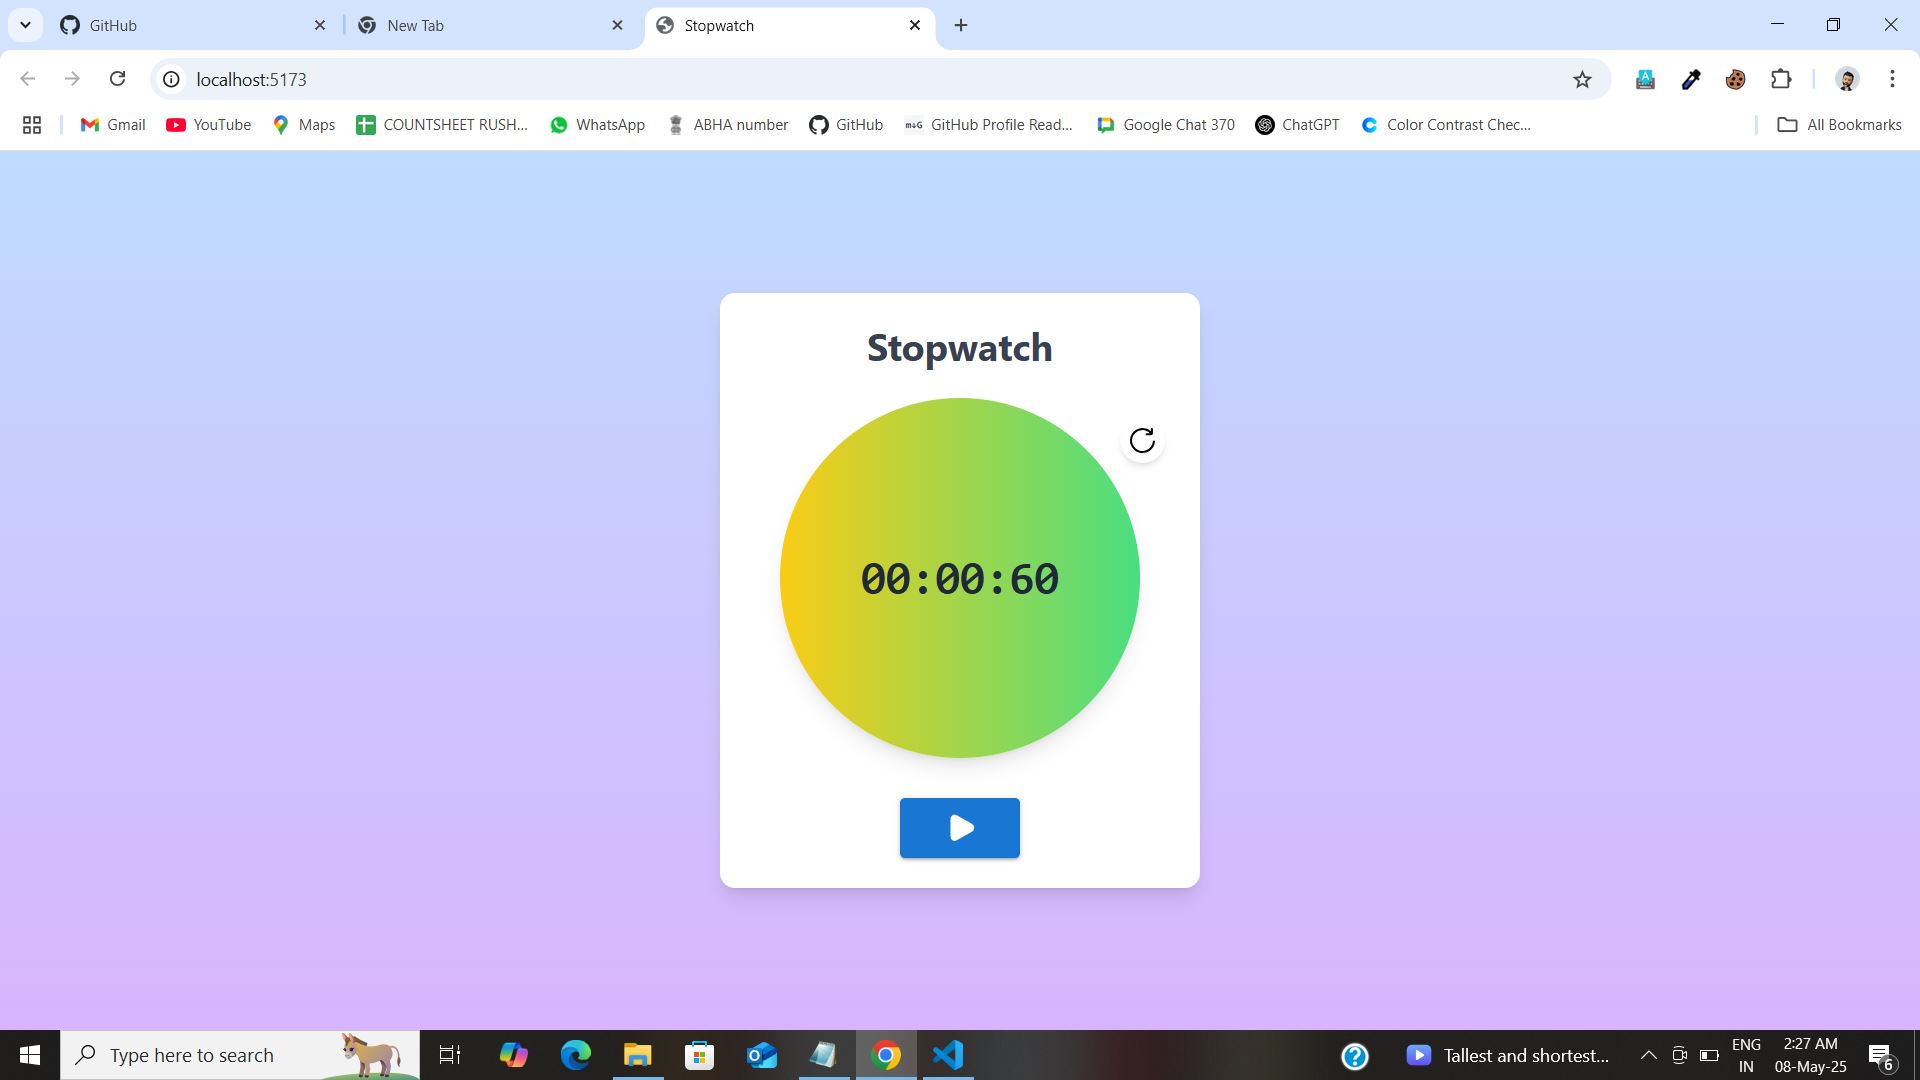 GitHub
New Tab
Stopwatch
localhost:5173
Gmail
YouTube
Maps
COUNTSHEET RUSH...
WhatsApp
ABHA number
GitHub
m+G
GitHub Profile Read...
Google Chat 370
ChatGPT
Color Contrast Chec...
All Bookmarks
Stopwatch
00:00:60
Type here to search
Tallest and shortest...
ENG
IN
2:27 AM
08-May-25
6